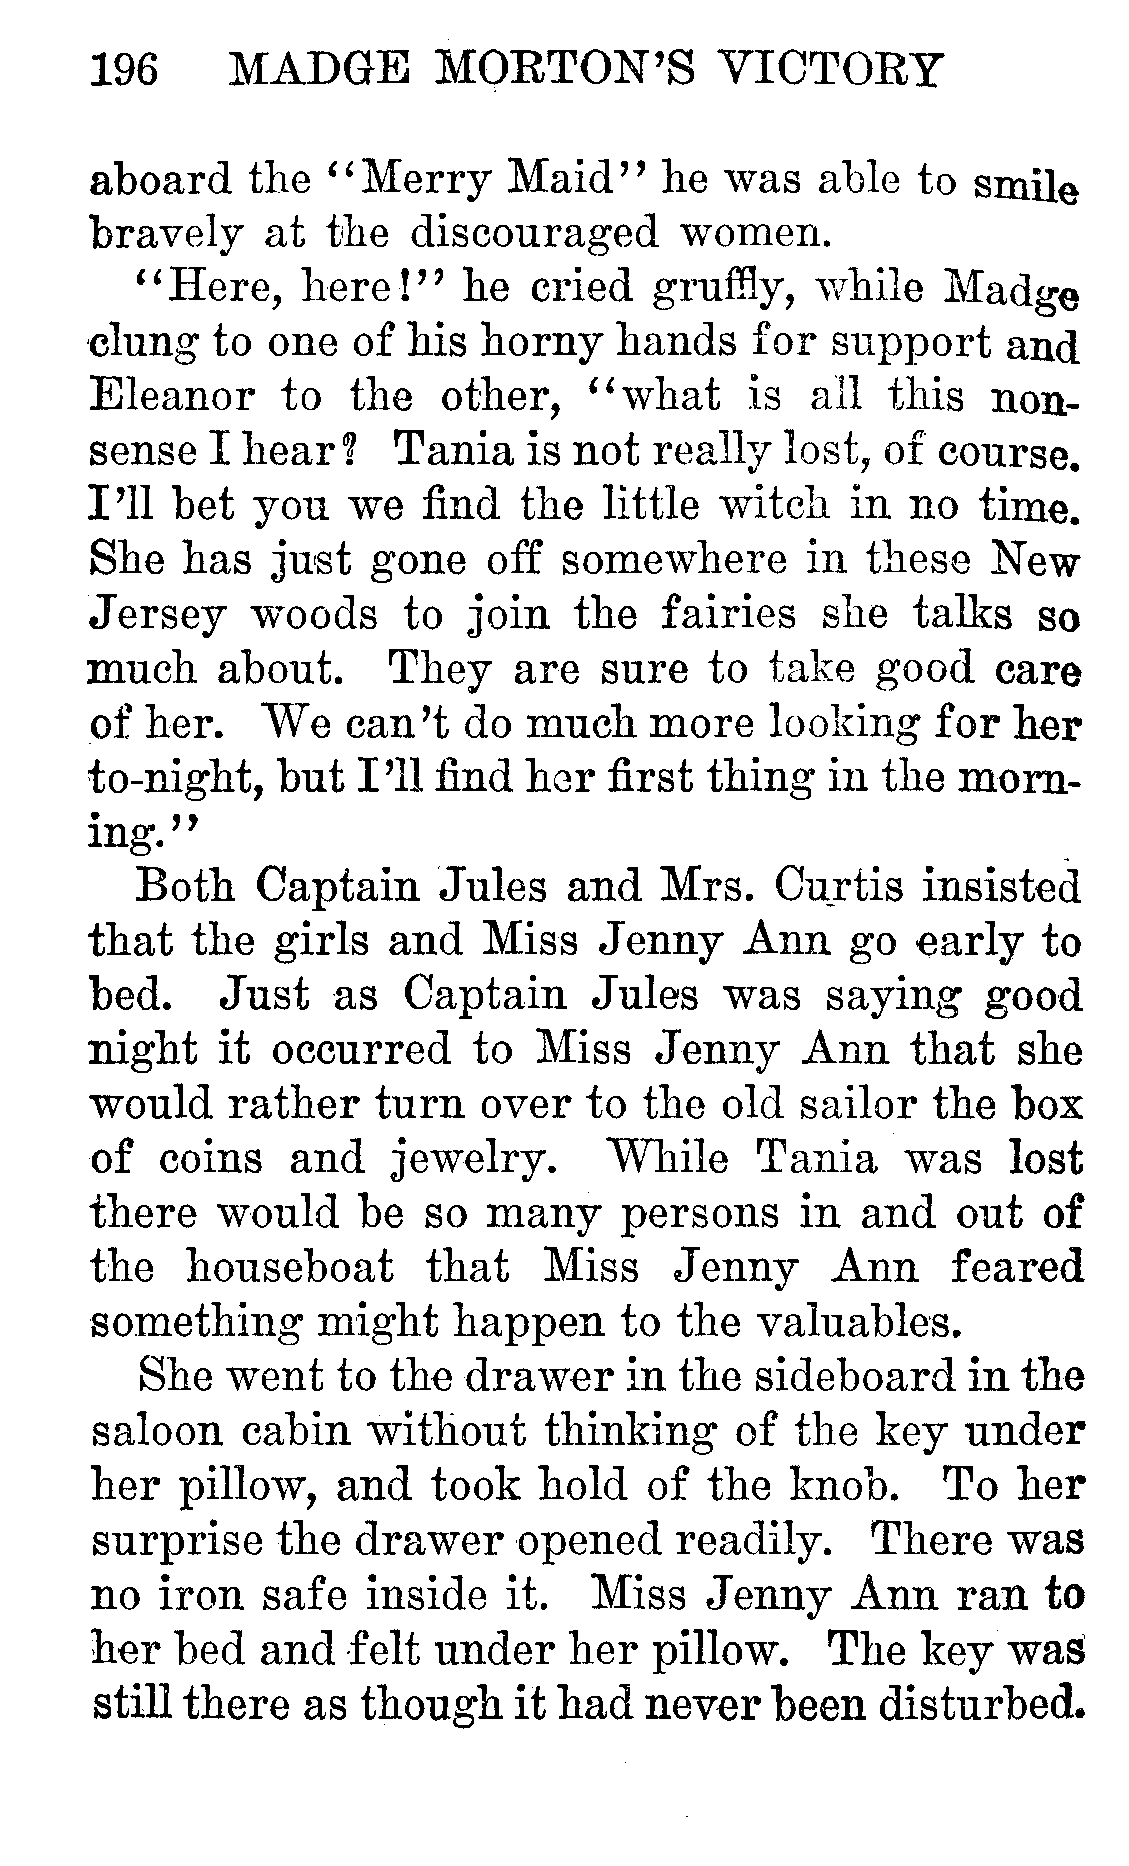 196 MADGE MORTON'S VICTORY
aboard the "Merry Maid" he was able to smile
bravely at the discouraged women.
"Here, here!" he cried gruffly, while Madge
clung to one of his horny hands for support and
Eleanor to the other, "what is all this non-
sense I hear? Tania is not really lost, of course.
I'll bet you we find the little witch in no time.
She has just gone off somewhere in these New
Jersey woods to join the fairies she talks so
much about. They are sure to take good care
of her. We can't do much more looking for her
to-night, but I'll find her first thing in the morn-
ing."
Both Captain Jules and Mrs. Curtis insisted
that the girls and Miss Jenny Ann go early to
bed. Just as Captain Jules was saying good
night it occurred to Miss Jenny Ann that she
would rather turn over to the old sailor the box
of coins and jewelry. While Tania was lost
there would be so many persons in and out of
the houseboat that Miss Jenny Ann feared
something might happen to the valuables.
She went to the drawer in the sideboard in the
saloon cabin without thinking of the key under
her pillow, and took hold of the knob. To her
surprise the drawer opened readily. There was
no iron safe inside it. Miss Jenny Ann ran to
her bed and felt under her pillow. The key was
still there as though it had never been disturbed.